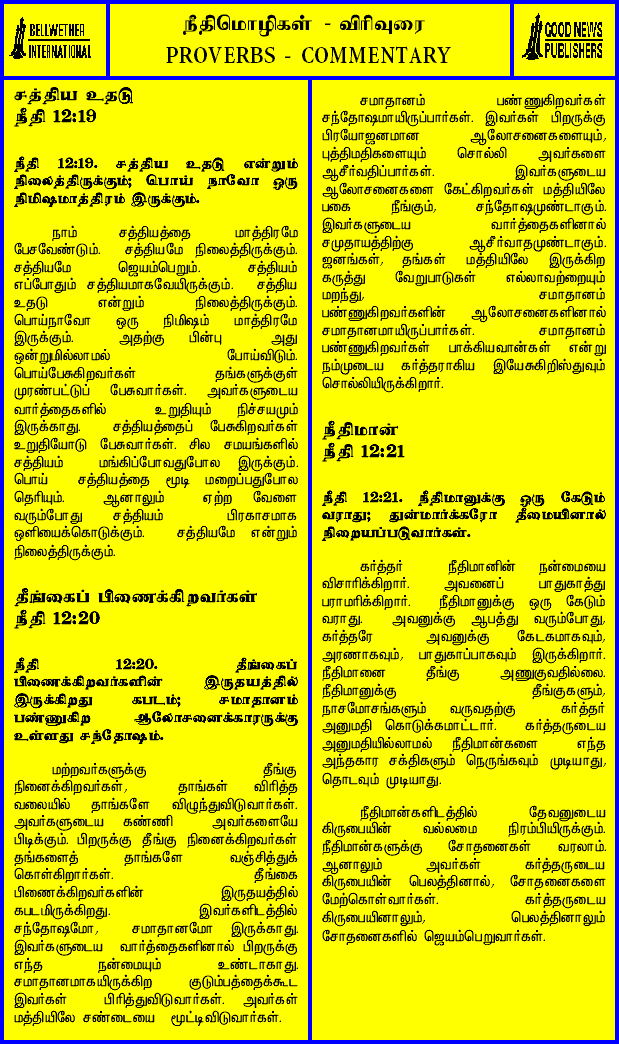 BELLWETHER
INTERNATIONAL
நீதிமொழிகள் - விரிவுரை
PROVERBS - COMMENTARY
GOOD NEWS
PUBLISHERS
சத்திய உதடு
நீதி 12:19
நீதி 12:19. சத்திய உதடு என்றும்
நிலைத்திருக்கும்; பொய் நாவோ ஒரு
நிமிஷமாத்திரம் இருக்கும்.
நாம் சத்தியத்தை மாத்திரமே
பேசவேண்டும். சத்தியமே நிலைத்திருக்கும்.
சத்தியமே ஜெயம்பெறும். சத்தியம்
எப்போதும் சத்தியமாகவேயிருக்கும். சத்திய
உதடு என்றும் நிலைத்திருக்கும்.
பொய்நாவோ ஒரு நிமிஷம் மாத்திரமே
இருக்கும். அதற்கு பின்பு அது
ஒன்றுமில்லாமல் போய்விடும்.
பொய்பேசுகிறவர்கள் தங்களுக்குள்
முரண்பட்டுப் பேசுவார்கள். அவர்களுடைய
வார்த்தைகளில் உறுதியும் நிச்சயமும்
இருக்காது. சத்தியத்தைப் பேசுகிறவர்கள்
உறுதியோடு பேசுவார்கள். சில சமயங்களில்
சத்தியம் மங்கிப்போவதுபோல இருக்கும்.
பொய் சத்தியத்தை மூடி மறைப்பதுபோல
தெரியும். ஆனாலும் ஏற்ற வேளை
வரும்போது சத்தியம் பிரகாசமாக
ஒளியைக்கொடுக்கும். சத்தியமே என்றும்
நிலைத்திருக்கும்.
தீங்கைப் பிணைக்கிறவர்கள்
நீதி 12:20
நீதி 12:20. தீங்கைப்
பிணைக்கிறவர்களின் இருதயத்தில்
இருக்கிறது கபடம்; சமாதானம்
பண்ணுகிற ஆலோசனைக்காரருக்கு
உள்ளது சந்தோஷம்.
மற்றவர்களுக்கு தீங்கு
நினைக்கிறவர்கள், தாங்கள் விரித்த
வலையில் தாங்களே விழுந்துவிடுவார்கள்.
அவர்களுடைய கண்ணி அவர்களையே
பிடிக்கும். பிறருக்கு தீங்கு நினைக்கிறவர்கள்
தங்களைத் தாங்களே வஞ்சித்துக்
கொள்கிறார்கள். தீங்கை
பிணைக்கிறவர்களின் இருதயத்தில்
கபடமிருக்கிறது. இவர்களிடத்தில்
சந்தோஷமோ, சமாதானமோ இருக்காது.
இவர்களுடைய வார்த்தைகளினால் பிறருக்கு
எந்த நன்மையும் உண்டாகாது.
சமாதானமாகயிருக்கிற குடும்பத்தைக்கூட
இவர்கள் பிரித்துவிடுவார்கள். அவர்கள்
மத்தியிலே சண்டையை மூட்டிவிடுவார்கள்.
சமாதானம் பண்ணுகிறவர்கள்
சந்தோஷமாயிருப்பார்கள். இவர்கள் பிறருக்கு
பிரயோஜனமான ஆலோசனைகளையும்,
புத்திமதிகளையும் சொல்லி அவர்களை
ஆசீர்வதிப்பார்கள். இவர்களுடைய
ஆலோசனைகளை கேட்கிறவர்கள் மத்தியிலே
பகை நீங்கும், சந்தோஷமுண்டாகும்.
இவர்களுடைய வார்த்தைகளினால்
சமுதாயத்திற்கு ஆசீர்வாதமுண்டாகும்.
ஜனங்கள், தங்கள் மத்தியிலே இருக்கிற
கருத்து வேறுபாடுகள் எல்லாவற்றையும்
மறந்து, சமாதானம்
பண்ணுகிறவர்களின் ஆலோசனைகளினால்
சமாதானமாயிருப்பார்கள். சமாதானம்
பண்ணுகிறவர்கள் பாக்கியவான்கள் என்று
நம்முடைய கர்த்தராகிய இயேசுகிறிஸ்துவும்
சொல்லியிருக்கிறார்.
நீதிமான்
நீதி 12:21
நீதி 12:21. நீதிமானுக்கு ஒரு கேடும்
வராது; துன்மார்க்கரோ தீமையினால்
நிறையப்படுவார்கள்.
கர்த்தர் நீதிமானின் நன்மையை
விசாரிக்கிறார். அவனைப் பாதுகாத்து
பராமரிக்கிறார். நீதிமானுக்கு ஒரு கேடும்
வராது. அவனுக்கு ஆபத்து வரும்போது,
கர்த்தரே அவனுக்கு கேடகமாகவும்,
அரணாகவும், பாதுகாப்பாகவும் இருக்கிறார்.
நீதிமானை தீங்கு அணுகுவதில்லை.
நீதிமானுக்கு தீங்குகளும்,
நாசமோசங்களும் வருவதற்கு கர்த்தர்
அனுமதி கொடுக்கமாட்டார். கர்த்தருடைய
அனுமதியில்லாமல் நீதிமான்களை எந்த
அந்தகார சக்திகளும் நெருங்கவும் முடியாது,
தொடவும் முடியாது.
நீதிமான்களிடத்தில் தேவனுடைய
கிருபையின் வல்லமை நிரம்பியிருக்கும்.
நீதிமான்களுக்கு சோதனைகள் வரலாம்.
ஆனாலும் அவர்கள் கர்த்தருடைய
கிருபையின் பெலத்தினால், சோதனைகளை
மேற்கொள்வார்கள். கர்த்தருடைய
கிருபையினாலும், பெலத்தினாலும்
சோதனைகளில் ஜெயம்பெறுவார்கள்.